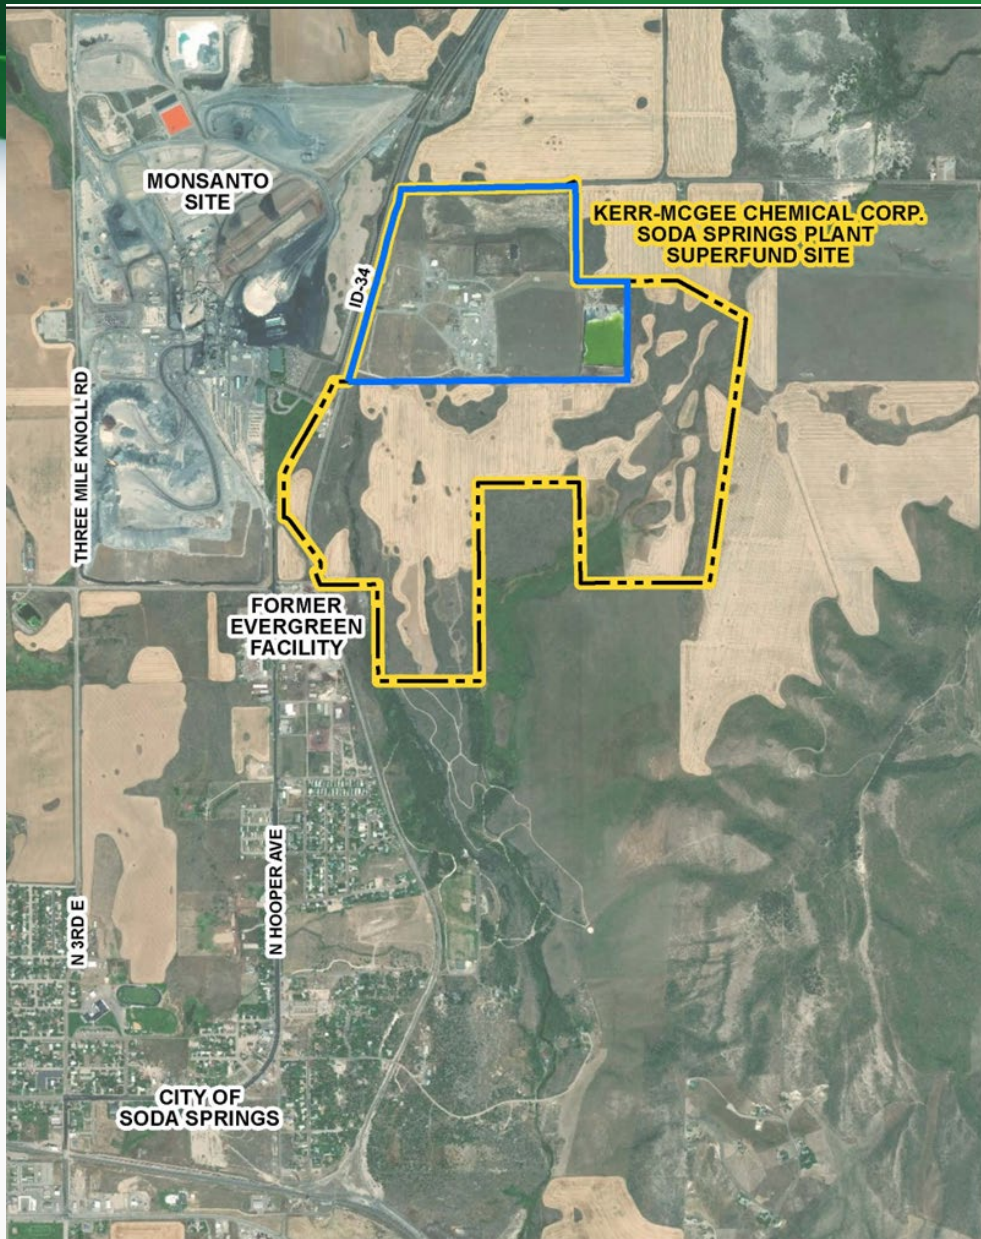 MONSANTO
SITE
KERR-MCGEE CHEMICAL CORP.
SODA SPRINGS PLANT
SUPERFUND SITE
ID-34
THREE MILE KNOLL RD
FORMER
EVERGREEN
FACILITY
N HOOPER AVE
N 3RD E
CITY OF
SODA SPRINGS